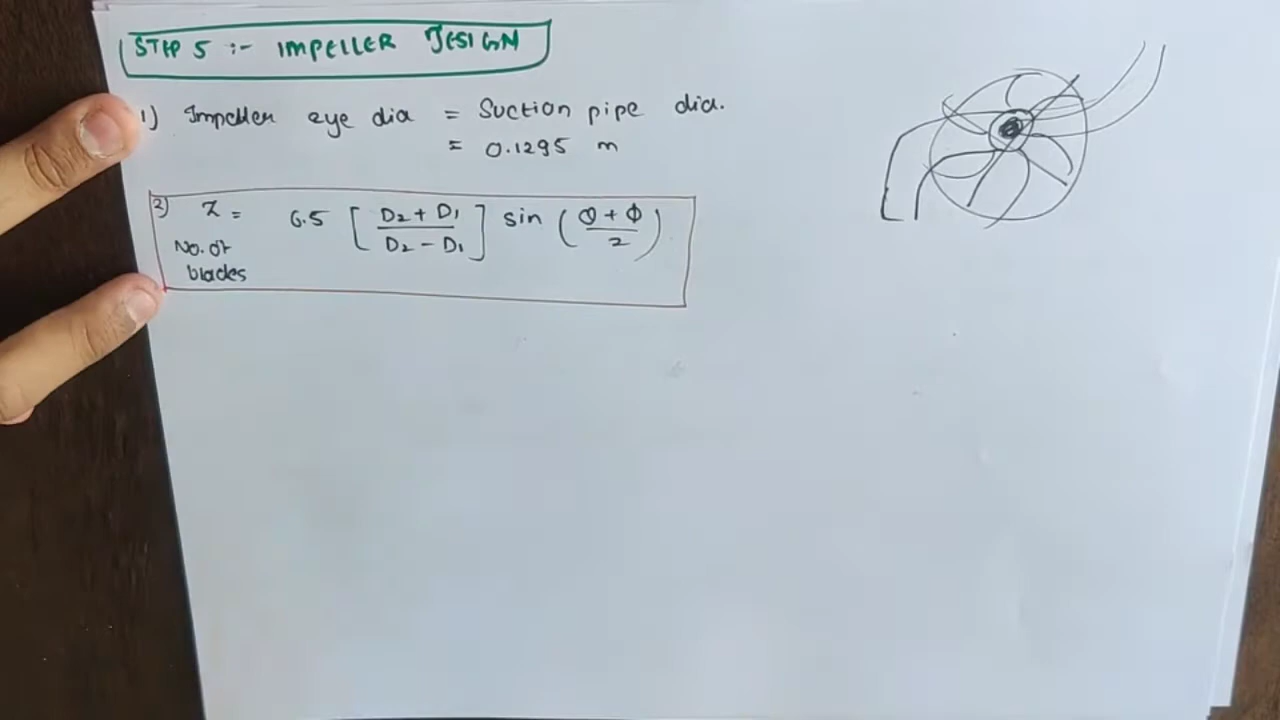 STEP 5 :- IMPELLER DESIGN
1) Impeller eye dia = Suction pipe dia.
= 0.1295 m
2) Z = 6.5 [ D₂ + D₁ / D₂ - D₁ ] sin ( θ + ϕ / 2 )
No. of
blades